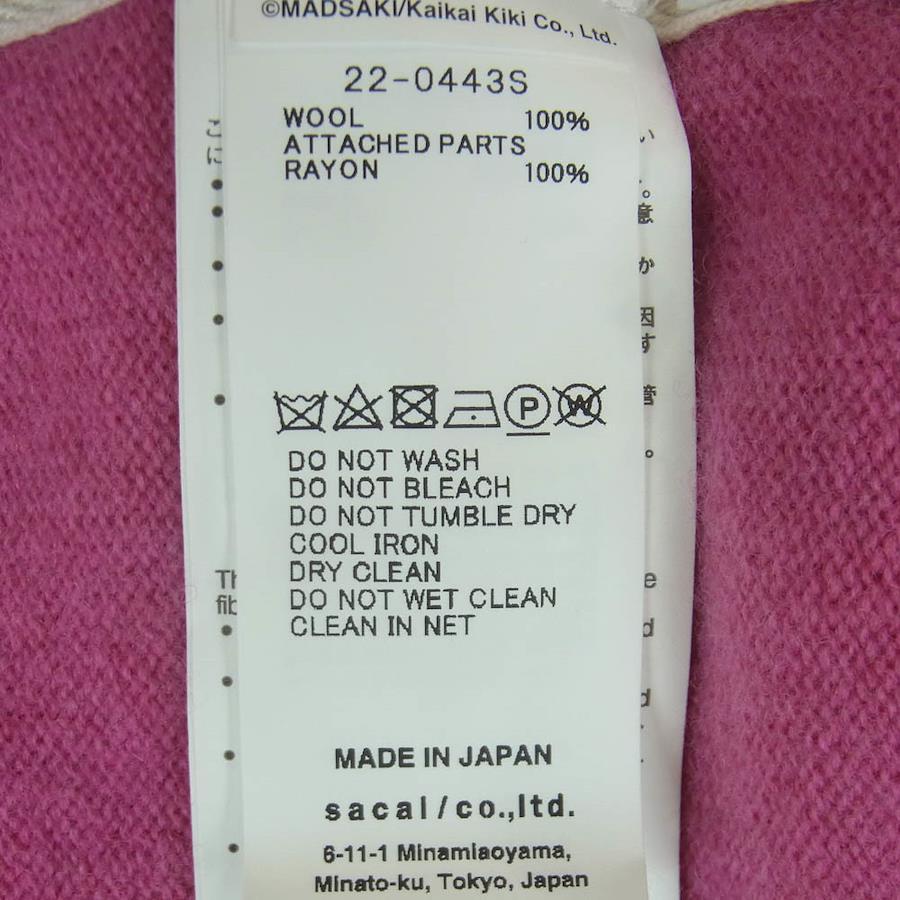 ©MADSAKI/Kaikai Kiki Co., Ltd.
22-0443S
WOOL 100%
ATTACHED PARTS
RAYON 100%
P W
DO NOT WASH
DO NOT BLEACH
DO NOT TUMBLE DRY
COOL IRON
DRY CLEAN
DO NOT WET CLEAN
CLEAN IN NET
MADE IN JAPAN
sacai/co.,ltd.
6-11-1 Minamiaoyama,
Minato-ku, Tokyo, Japan